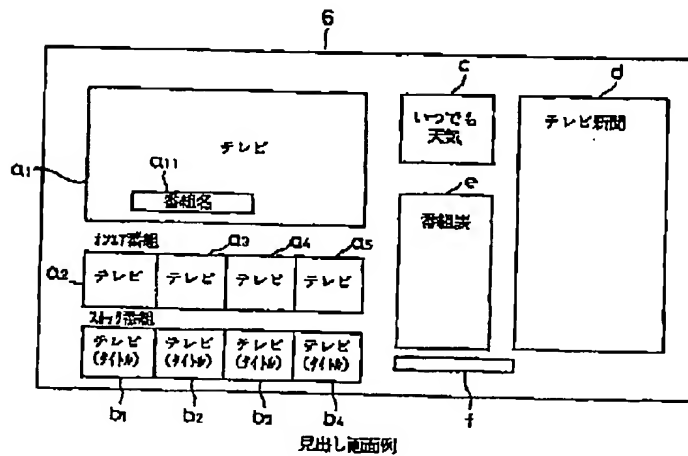 6
c
d
いつでも
天気
テレビ新聞
テレビ
a1
a11
番組名
e
番組表
オンエア番組
a3
a4
a5
a2
テレビ
テレビ
テレビ
テレビ
ストック番組
テレビ
(タイトル)
テレビ
(タイトル)
テレビ
(タイトル)
テレビ
(タイトル)
b1
b2
b3
b4
f
見出し画面例